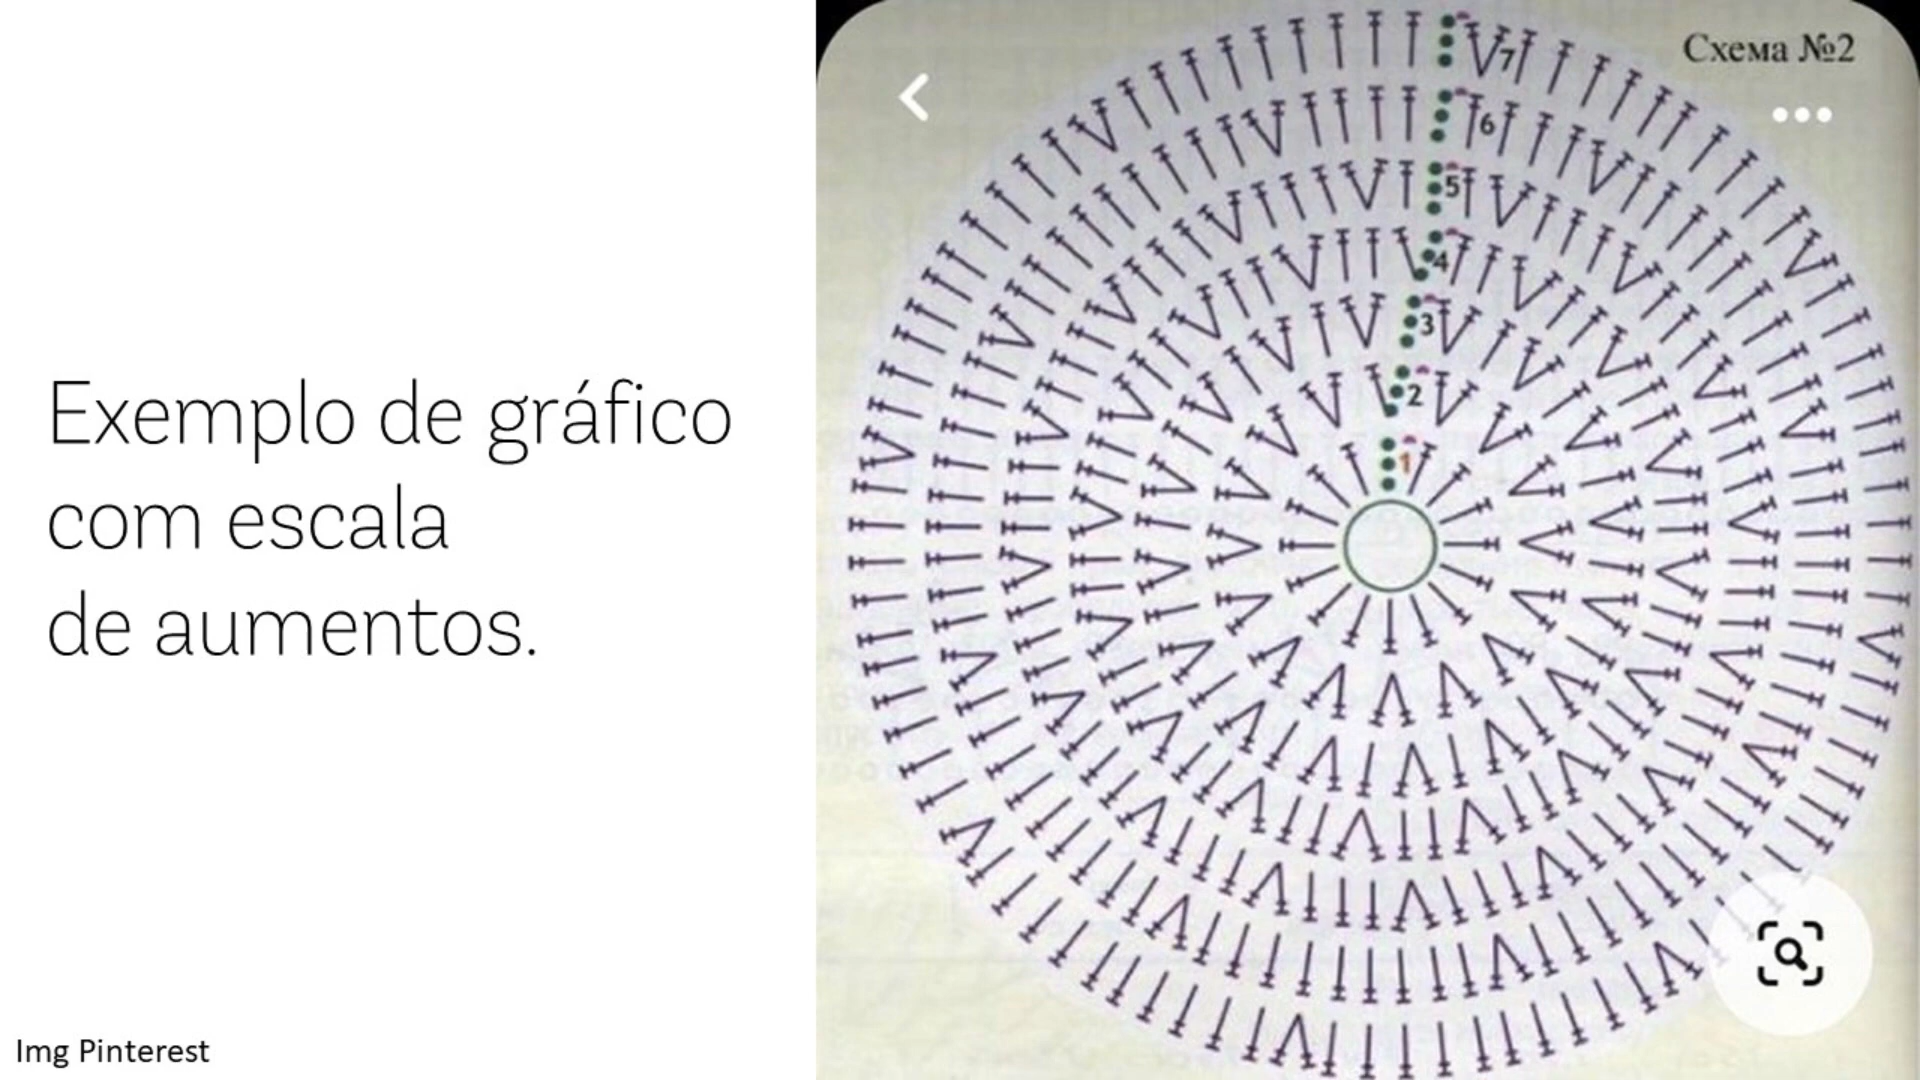 Exemplo de gráfico
com escala
de aumentos.
Img Pinterest
Схема №2
7
6
5
4
3
2
1